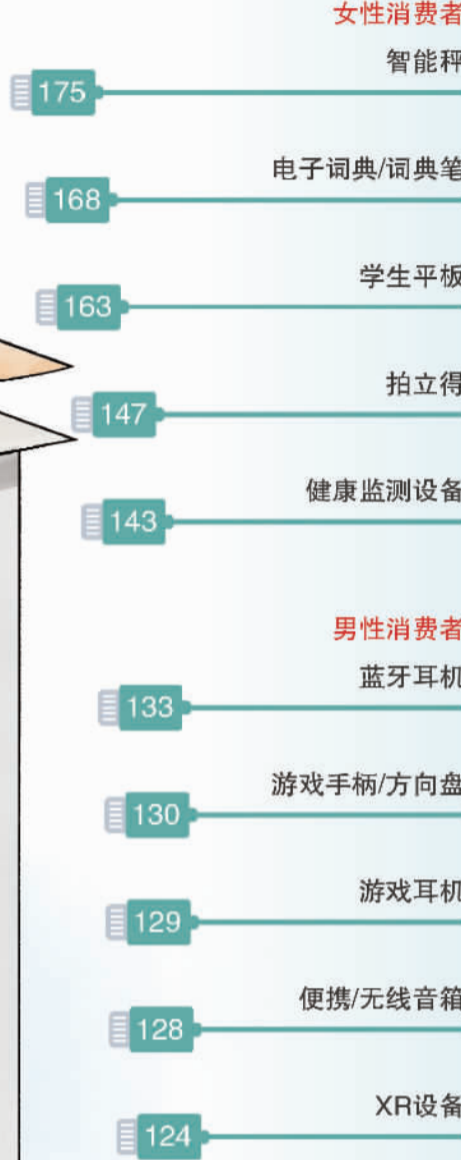 女性消费者
智能秤
175
电子词典/词典笔
168
学生平板
163
拍立得
147
健康监测设备
143
男性消费者
蓝牙耳机
133
游戏手柄/方向盘
130
游戏耳机
129
便携/无线音箱
128
XR设备
124